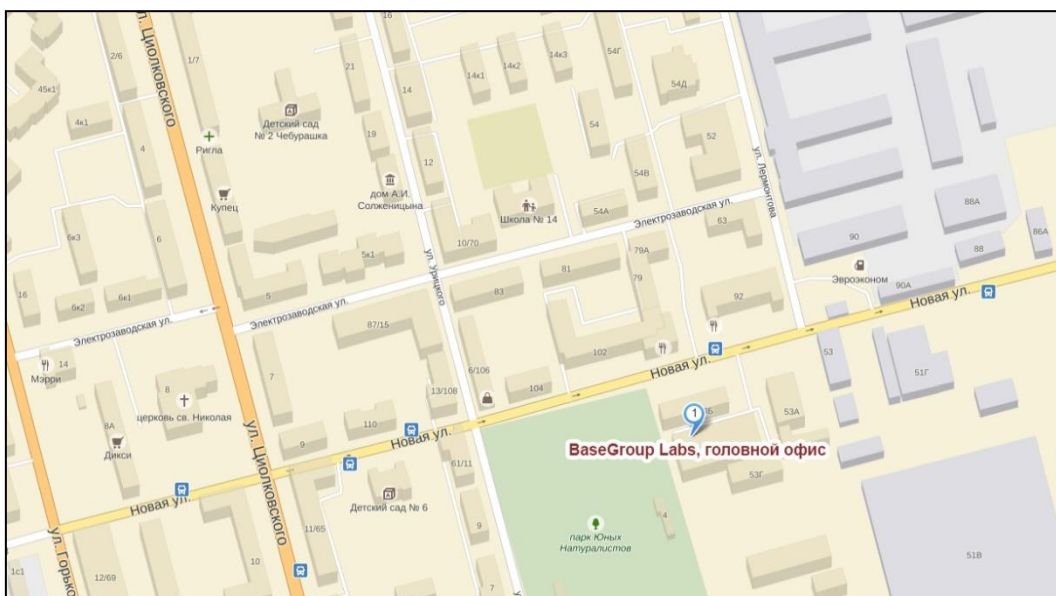 ул. Циолковского
2/6
1/7
45к1
4к1
4
Детский сад
№ 2 Чебурашка
Ригла
Купец
21
19
16
14
12
дом А.И.
Солженицына
14к1
14к2
14к3
54Г
54Д
54
52
54В
54А
Школа № 14
10/70
ул. Лермонтова
Электрозаводская ул.
63
79А
79
81
83
88А
88
86А
90
90А
Эвроэконом
92
6к3
6
16
6к2
6к1
5
5к1
Электрозаводская ул.
Электрозаводская ул.
ул. Урицкого
87/15
Новая ул.
Новая ул.
102
104
6/106
13/108
53
51Г
14
Мэрри
8
церковь св. Николая
8А
Дикси
7
9
110
Новая ул.
1
53А
BaseGroup Labs, головной офис
53Г
61/11
Детский сад № 6
ул. Циолковского
Новая ул.
11/65
9
7
4
парк Юных
Натуралистов
51В
ул. Горько
1с1
12/69
10